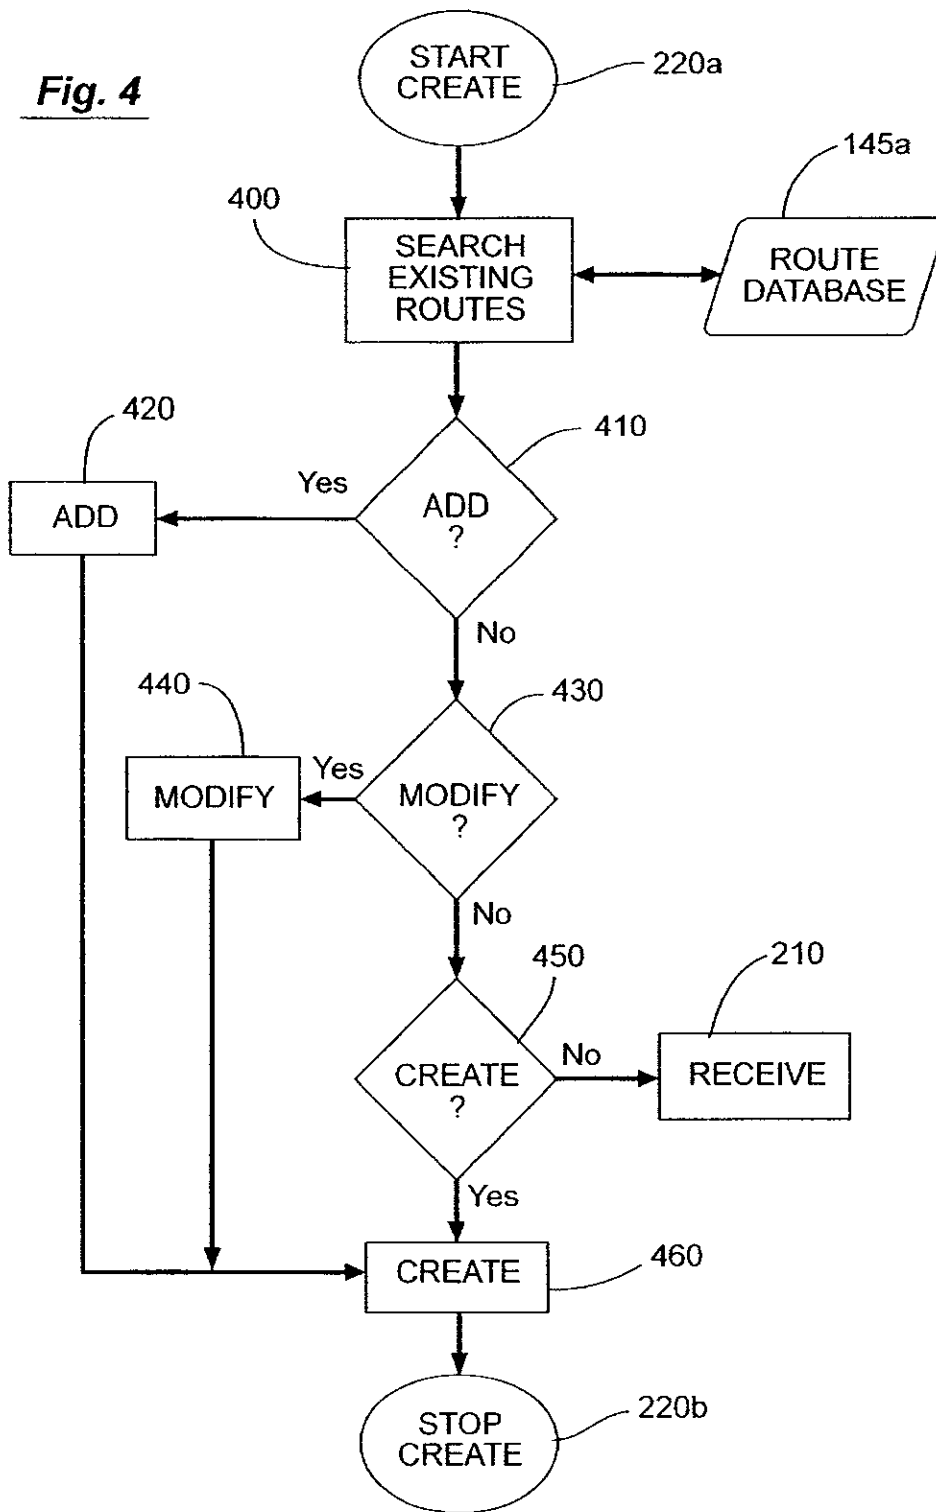 Fig. 4
START
CREATE
220a
145a
400
SEARCH
EXISTING
ROUTES
ROUTE
DATABASE
420
410
Yes
ADD
ADD
?
No
440
430
Yes
MODIFY
MODIFY
?
No
450
210
CREATE
?
No
RECEIVE
Yes
CREATE
460
STOP
CREATE
220b